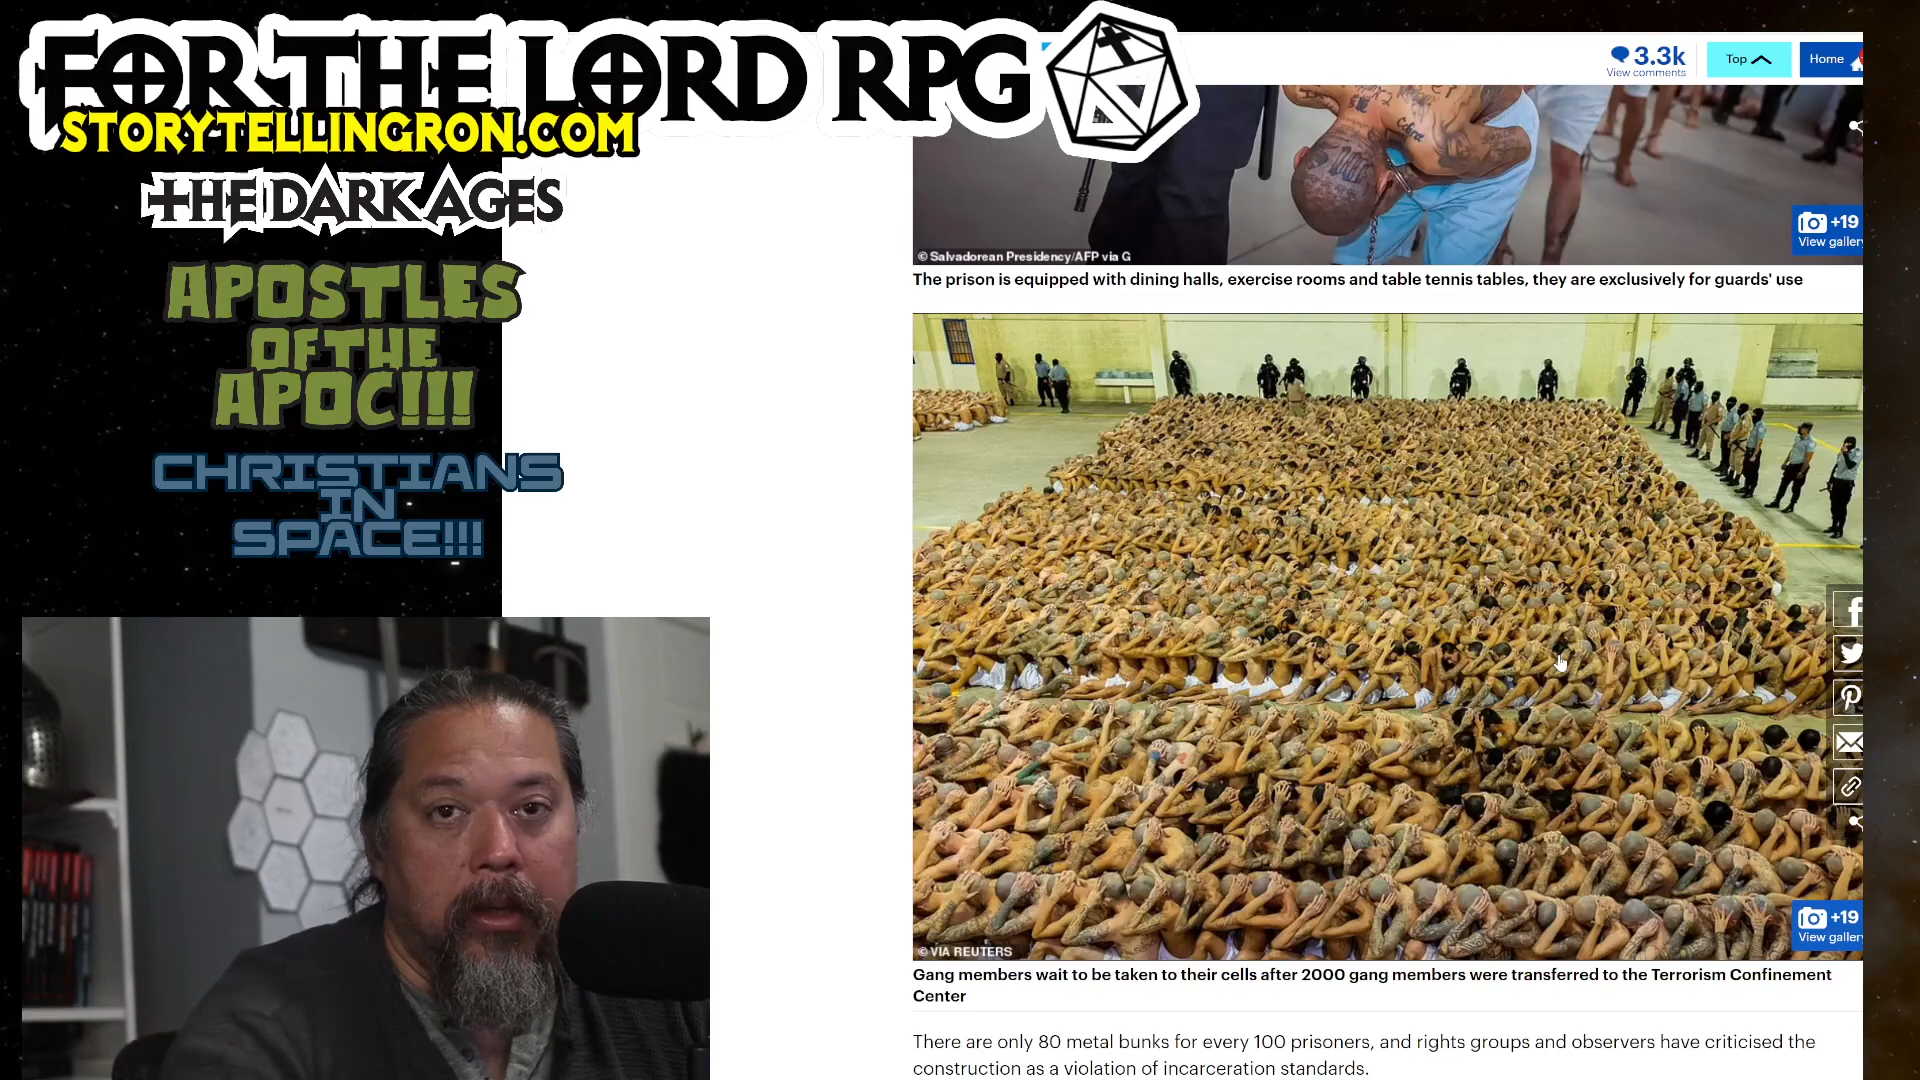 FOR THE LORD RPG
STORYTELLINGRON.COM
THE DARK AGES
APOSTLES
OF THE
APOC!!!
CHRISTIANS
IN
SPACE!!!
3.3k
View comments
Top
Home
Cobra
+19
View gallery
© Salvadorean Presidency/AFP via G
The prison is equipped with dining halls, exercise rooms and table tennis tables, they are exclusively for guards' use
+19
View gallery
© VIA REUTERS
Gang members wait to be taken to their cells after 2000 gang members were transferred to the Terrorism Confinement
Center
There are only 80 metal bunks for every 100 prisoners, and rights groups and observers have criticised the
construction as a violation of incarceration standards.